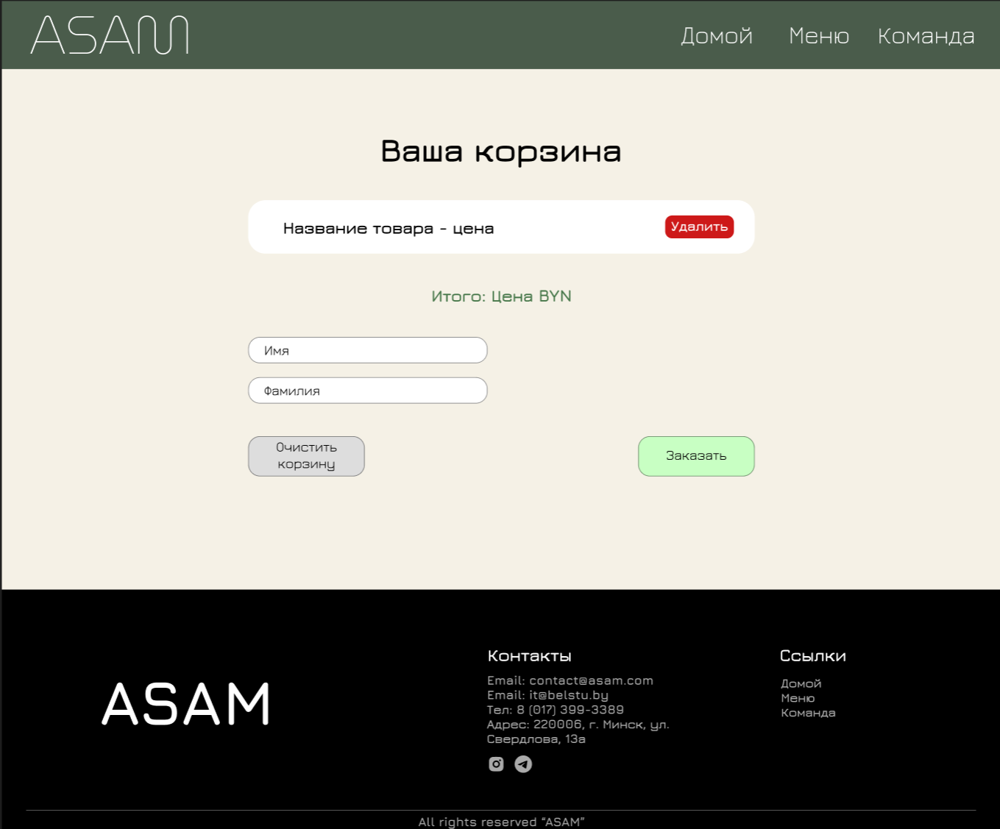 ASAM
Домой Меню Команда
Ваша корзина
Название товара - цена
Удалить
Итого: Цена BYN
Имя
Фамилия
Очистить
корзину
Заказать
ASAM
Контакты
Email: contact@asam.com
Email: it@belstu.by
Тел: 8 (017) 399-3389
Адрес: 220006, г. Минск, ул.
Свердлова, 13а
Ссылки
Домой
Меню
Команда
All rights reserved “ASAM”